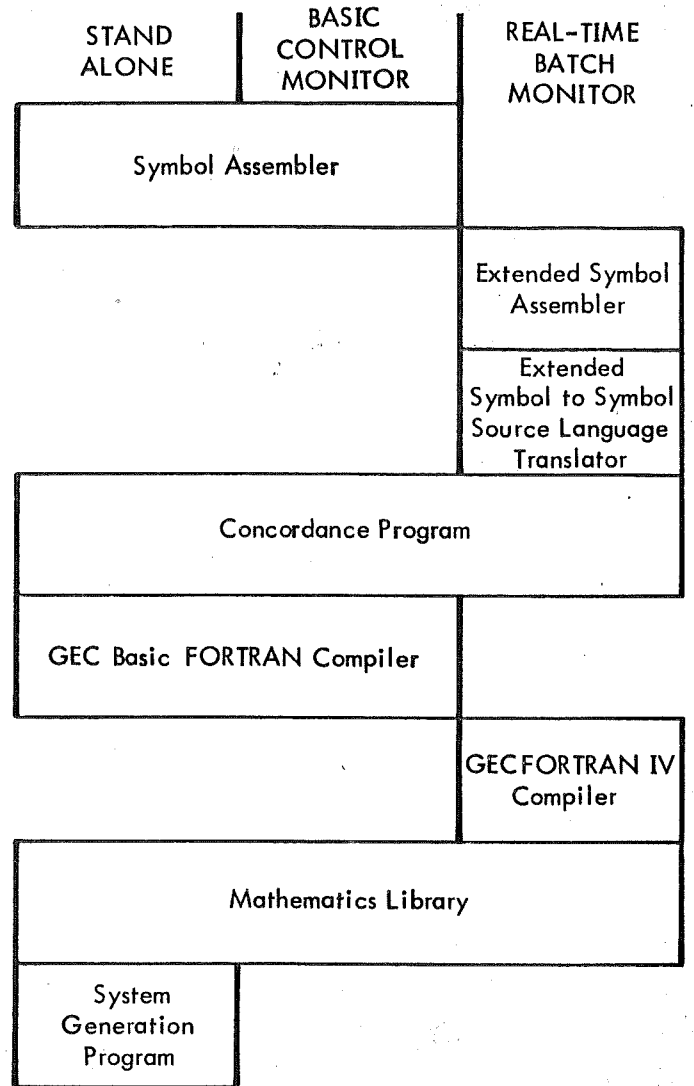 STAND
ALONE
BASIC
CONTROL
MONITOR
REAL-TIME
BATCH
MONITOR
Symbol Assembler
Extended Symbol
Assembler
Extended
Symbol to Symbol
Source Language
Translator
Concordance Program
GEC Basic FORTRAN Compiler
GECFORTRAN IV
Compiler
Mathematics Library
System
Generation
Program